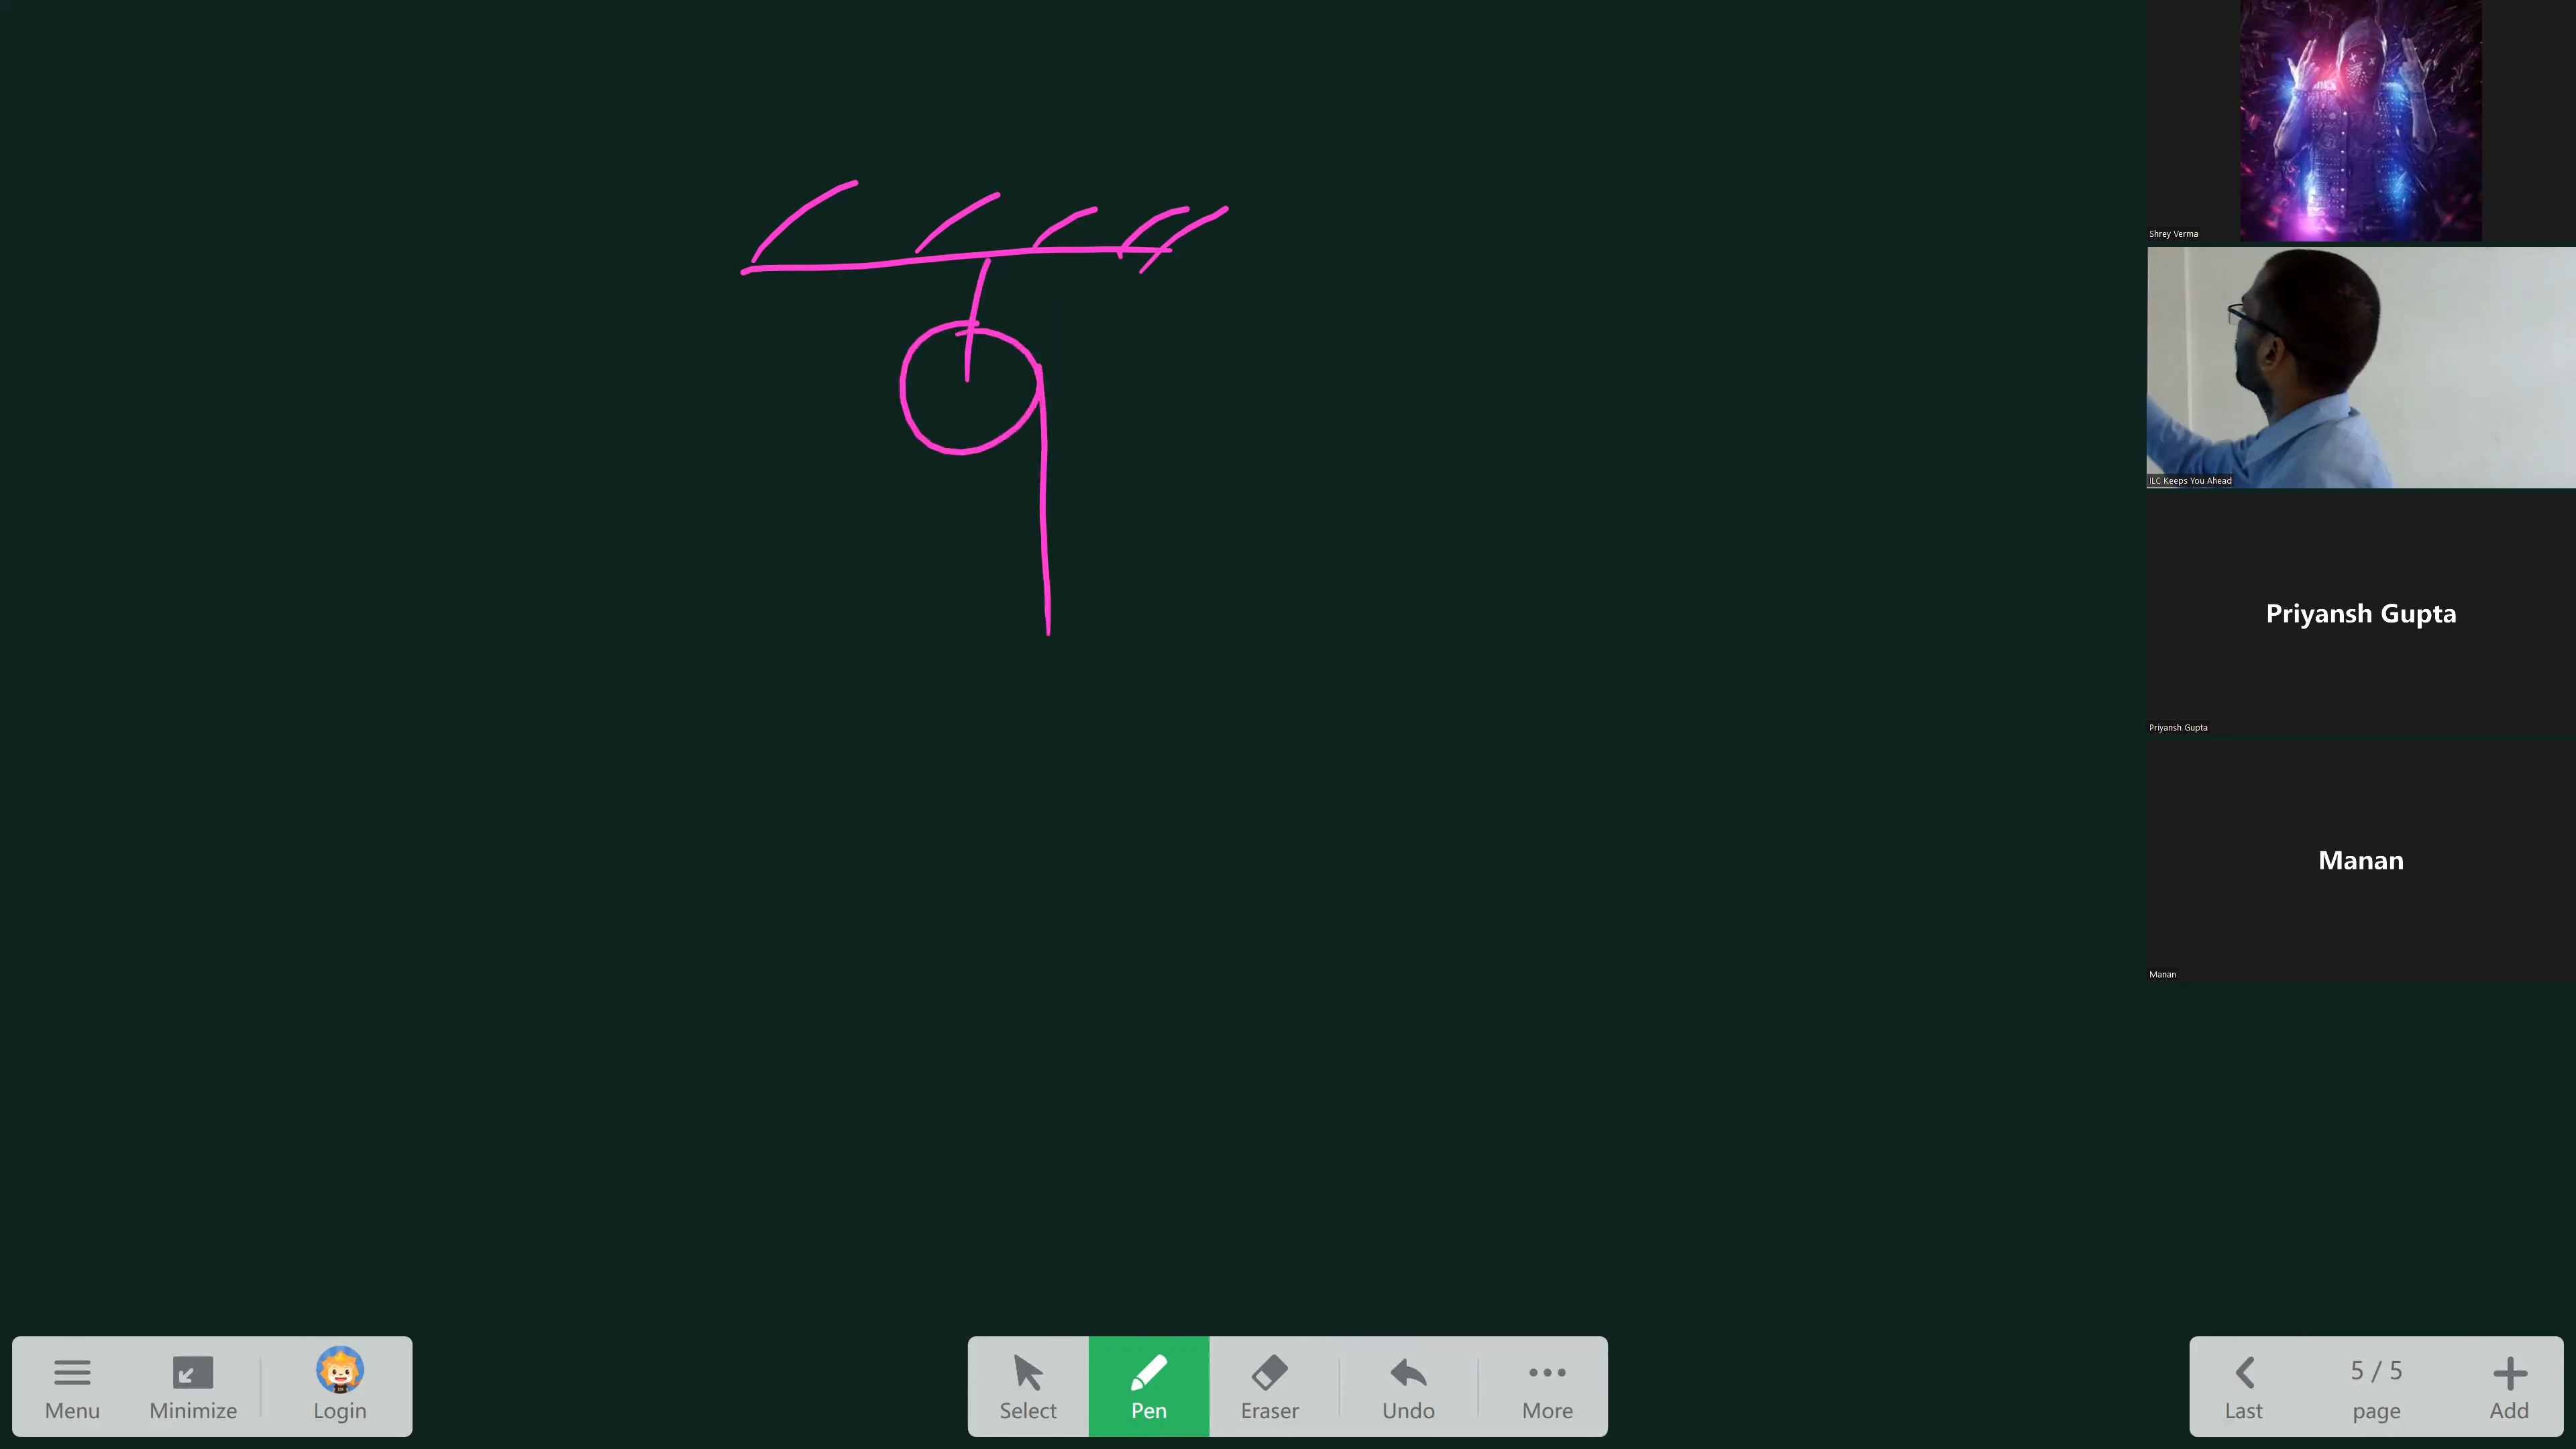 Shrey Verma
ILC Keeps You Ahead
Priyansh Gupta
Priyansh Gupta
Manan
Manan
Menu
Minimize
Login
Select
Pen
Eraser
Undo
More
Last
5 / 5
page
Add